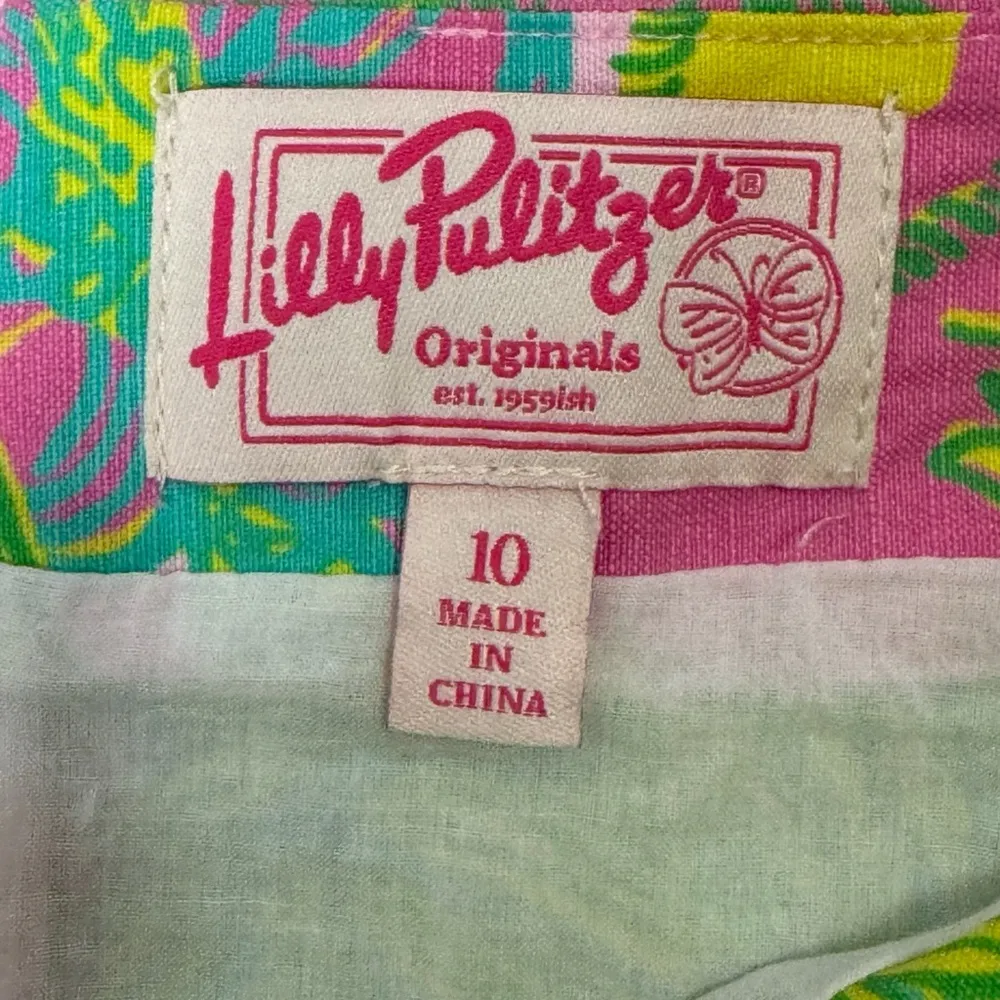 Lilly Pulitzer®
Originals
est. 1959ish
10
MADE
IN
CHINA